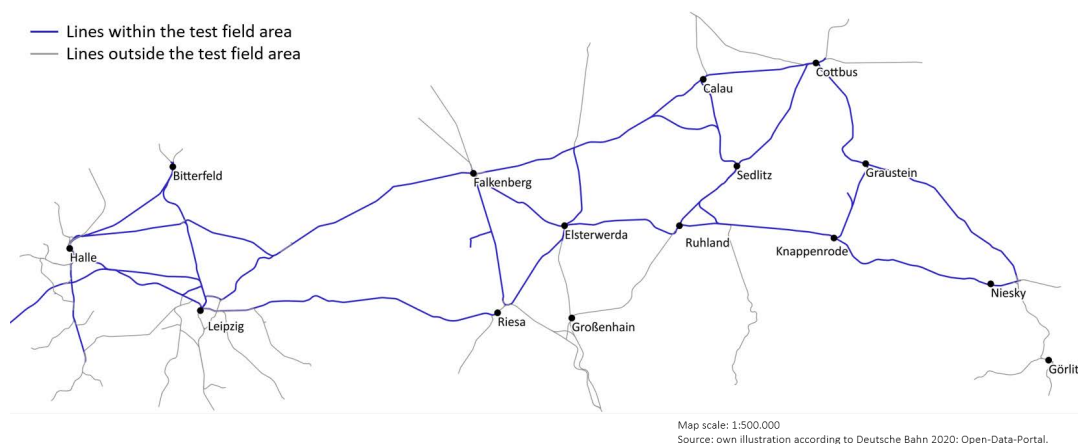 Lines within the test field area
Lines outside the test field area
Cottbus
Calau
Bitterfeld
Falkenberg
Sedlitz
Graustein
Elsterwerda
Ruhland
Knappenrode
Halle
Niesky
Leipzig
Riesa
Großenhain
Görlit
Map scale: 1:500.000
Source: own illustration according to Deutsche Bahn 2020: Open-Data-Portal.